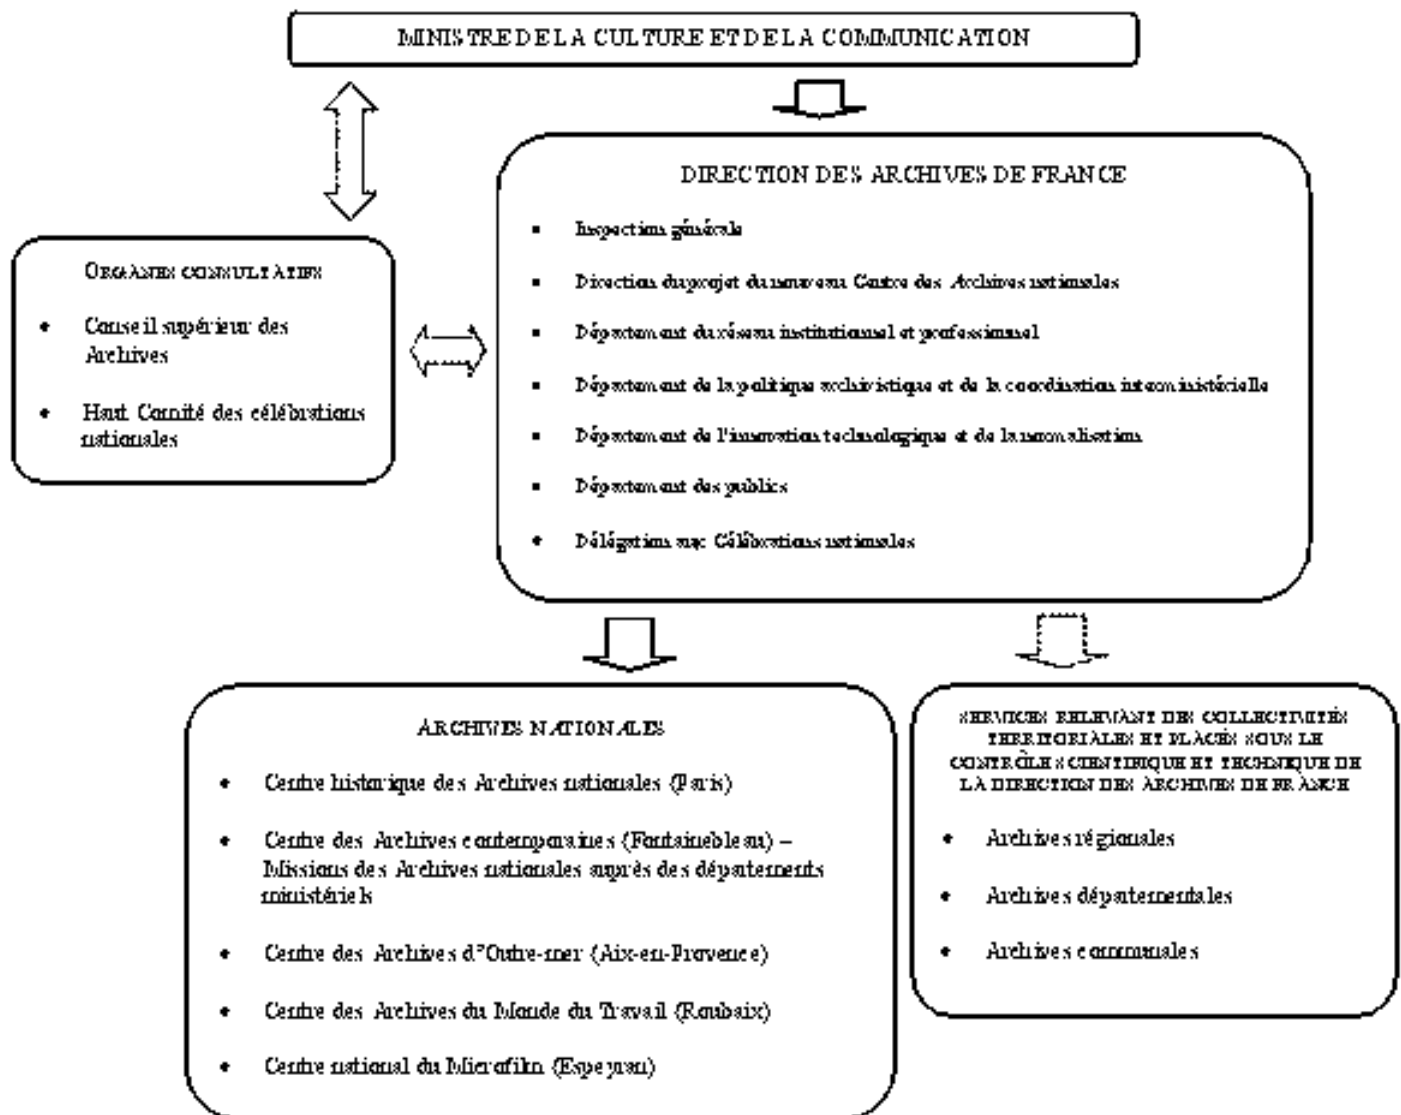 MINISTRE DE LA CULTURE ET DE LA COMMUNICATION
DIRECTION DES ARCHIVES DE FRANCE
▪ Inspection générale
▪ Direction du projet du nouveau Centre des Archives nationales
▪ Département du réseau institutionnel et professionnel
▪ Département de la politique archivistique et de la coordination interministérielle
▪ Département de l'innovation technologique et de la normalisation
▪ Département des publics
• Délégation aux Célébrations nationales
ORGANES CONSULTATIFS
• Conseil supérieur des
Archives
• Haut Comité des célébrations
nationales
ARCHIVES NATIONALES
• Centre historique des Archives nationales (Paris)
• Centre des Archives contemporaines (Fontainebleau) –
Missions des Archives nationales auprès des départements
ministériels
• Centre des Archives d'Outre-mer (Aix-en-Provence)
• Centre des Archives du Monde du Travail (Roubaix)
• Centre national du Microfilm (Espeyran)
SERVICES RELEVANT DES COLLECTIVITÉS
TERRITORIALES ET PLACÉS SOUS LE
CONTRÔLE SCIENTIFIQUE ET TECHNIQUE DE
LA DIRECTION DES ARCHIVES DE FRANCE
• Archives régionales
• Archives départementales
• Archives communales